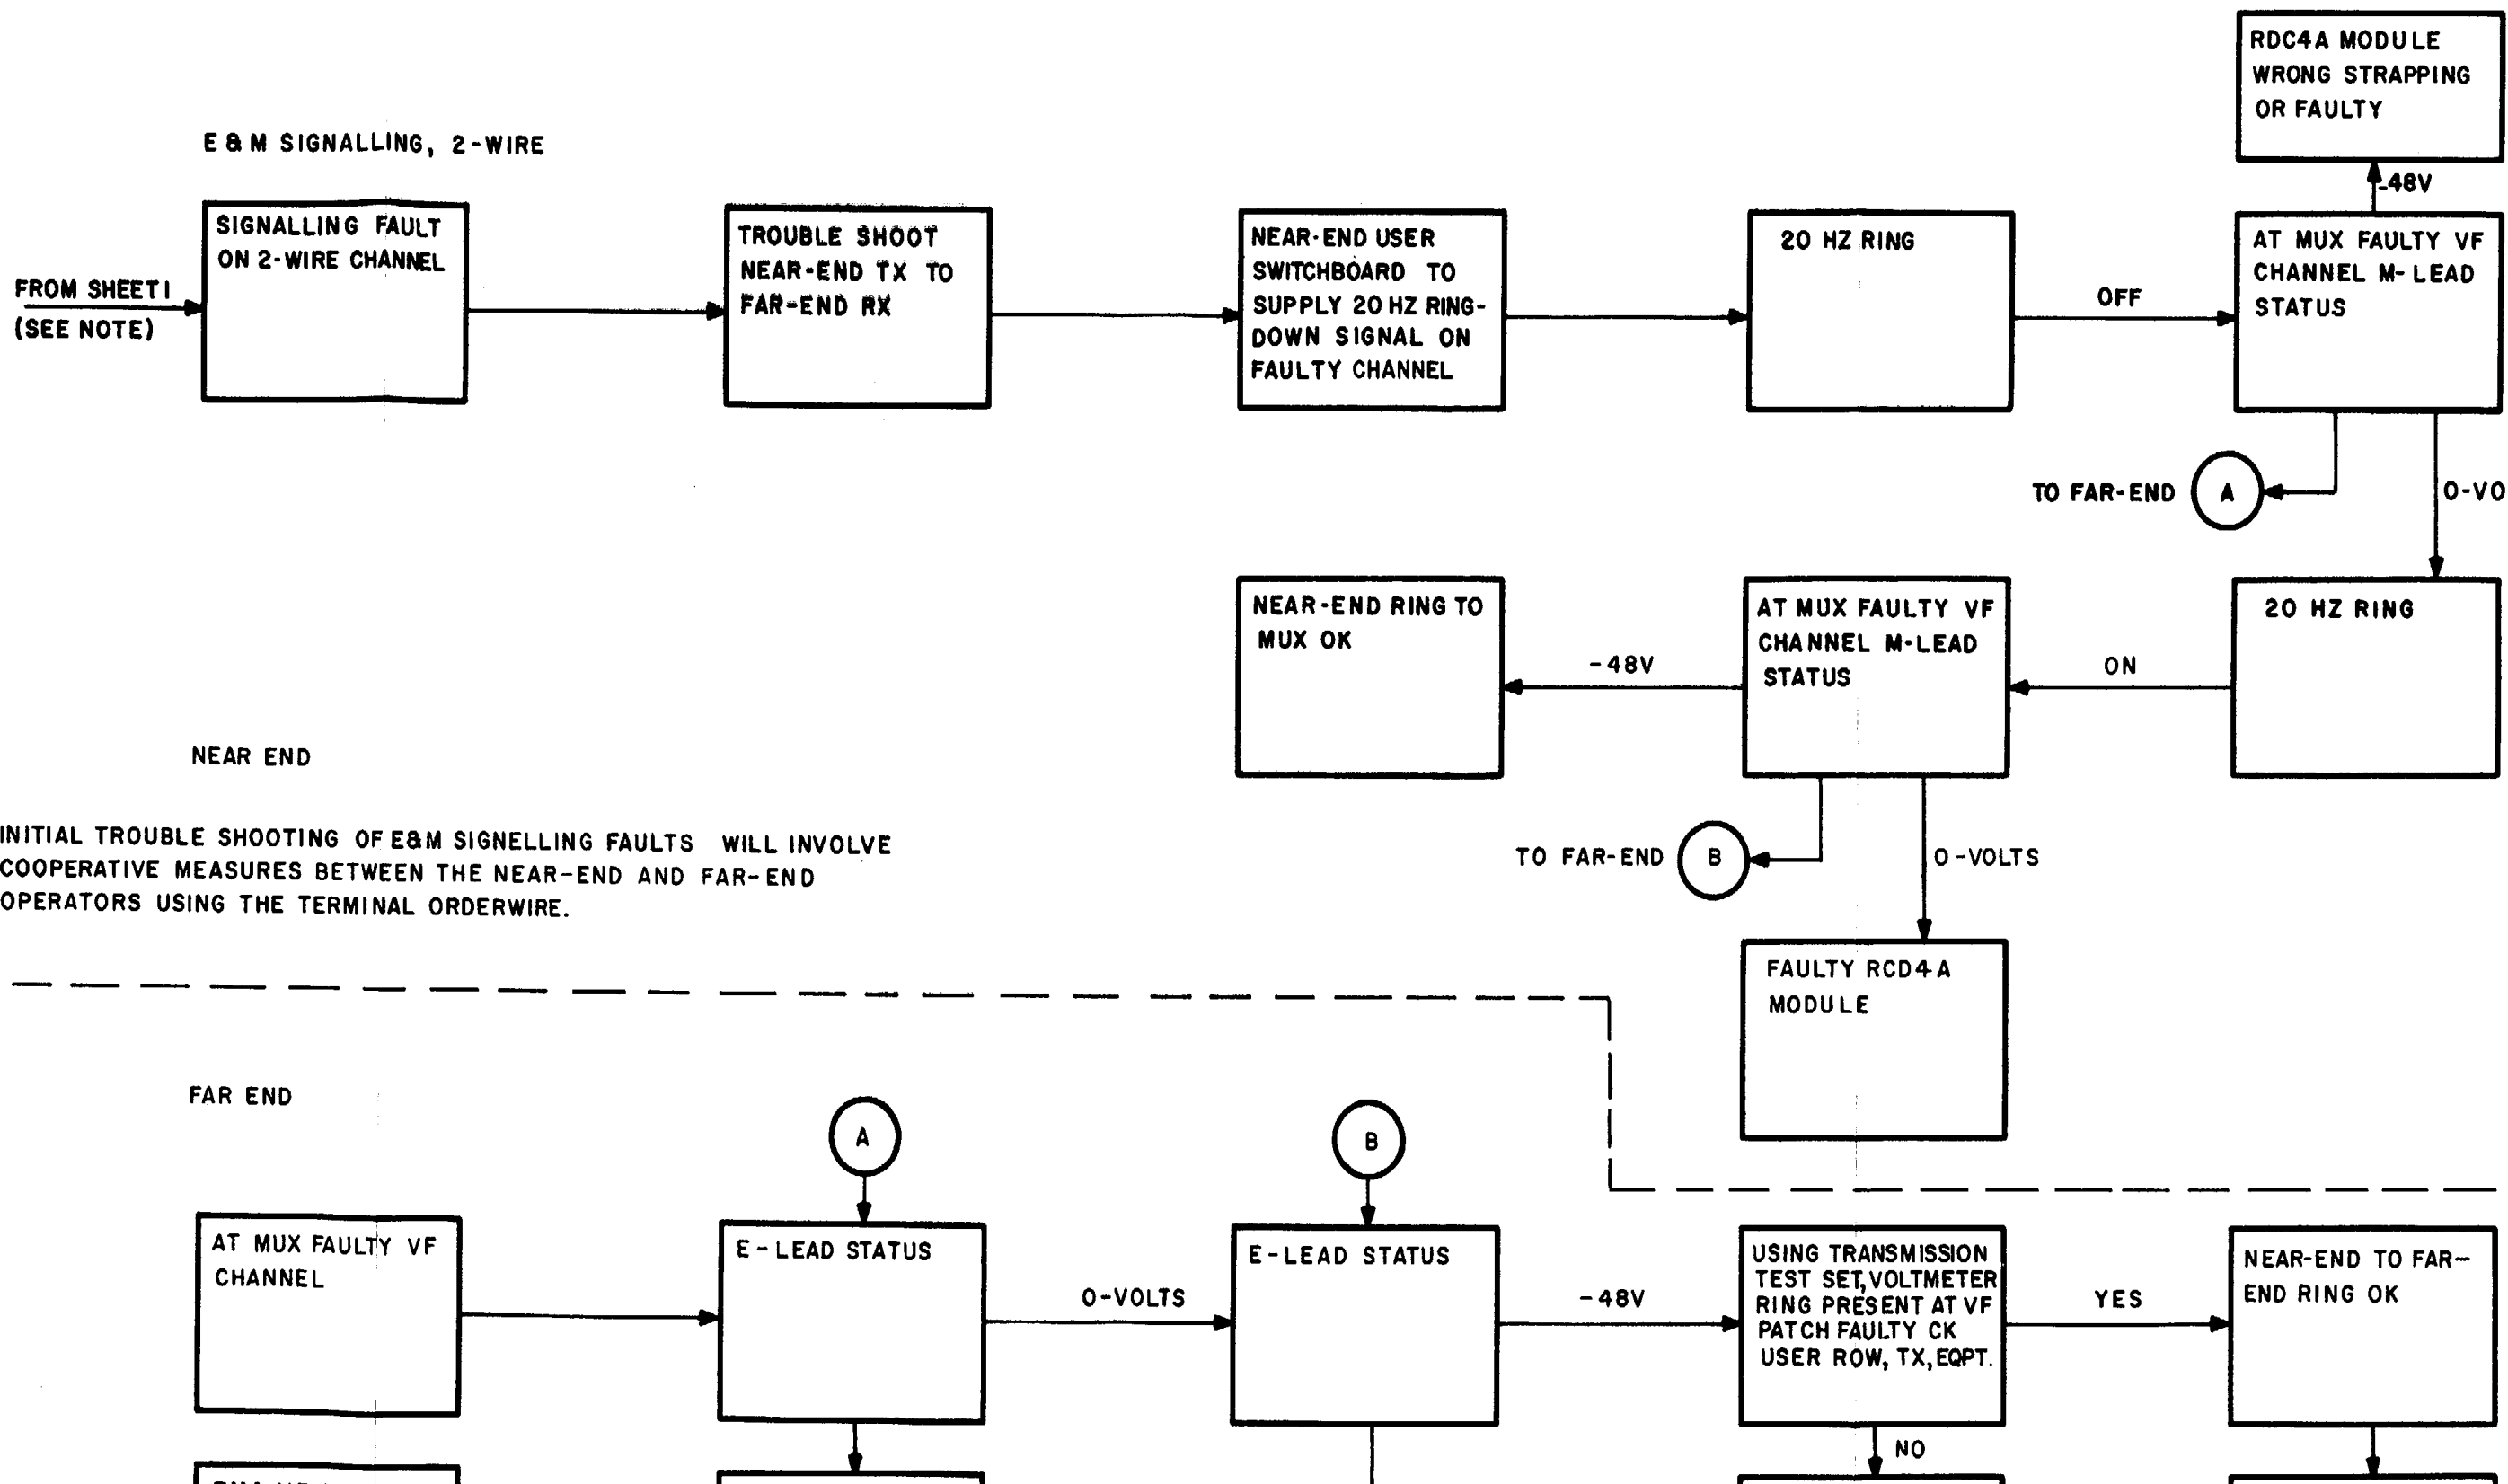 RDC4A MODULE
WRONG STRAPPING
OR FAULTY
-48V
E & M SIGNALLING, 2-WIRE
FROM SHEET 1
(SEE NOTE)
SIGNALLING FAULT
ON 2-WIRE CHANNEL
TROUBLE SHOOT
NEAR-END TX TO
FAR-END RX
NEAR-END USER
SWITCHBOARD TO
SUPPLY 20 HZ RING-
DOWN SIGNAL ON
FAULTY CHANNEL
20 HZ RING
OFF
AT MUX FAULTY VF
CHANNEL M-LEAD
STATUS
TO FAR-END
A
0-VO
NEAR-END RING TO
MUX OK
-48V
AT MUX FAULTY VF
CHANNEL M-LEAD
STATUS
ON
20 HZ RING
TO FAR-END
B
0-VOLTS
FAULTY RCD4A
MODULE
NEAR END
INITIAL TROUBLE SHOOTING OF E&M SIGNELLING FAULTS WILL INVOLVE
COOPERATIVE MEASURES BETWEEN THE NEAR-END AND FAR-END
OPERATORS USING THE TERMINAL ORDERWIRE.
FAR END
A
B
AT MUX FAULTY VF
CHANNEL
E-LEAD STATUS
0-VOLTS
E-LEAD STATUS
-48V
USING TRANSMISSION
TEST SET, VOLTMETER
RING PRESENT AT VF
PATCH FAULTY CK
USER ROW, TX, EQPT.
YES
NEAR-END TO FAR-
END RING OK
NO